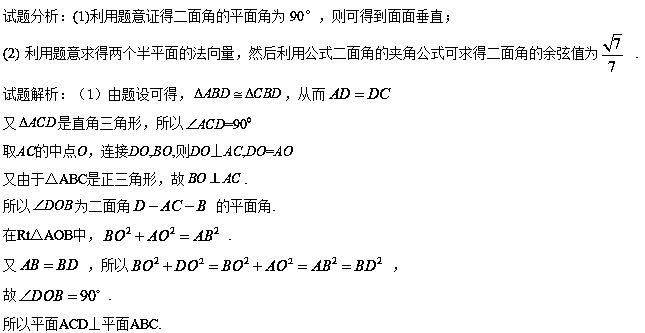 试题分析：(1)利用题意证得二面角的平面角为 90°，则可得到面面垂直；
(2) 利用题意求得两个半平面的法向量，然后利用公式二面角的夹角公式可求得二面角的余弦值为 √7/7 ．
试题解析：（1）由题设可得，ΔABD≅ΔCBD，从而 AD=DC
又ΔACD是直角三角形，所以∠ACD=90⁰
取AC的中点O，连接DO,BO,则DO⊥AC,DO=AO
又由于△ABC是正三角形，故 BO⊥AC .
所以∠DOB为二面角 D−AC−B 的平面角.
在Rt△AOB中，BO²+AO²=AB² .
又 AB=BD ，所以 BO²+DO²=BO²+AO²=AB²=BD² ，
故∠DOB=90° .
所以平面ACD⊥平面ABC.